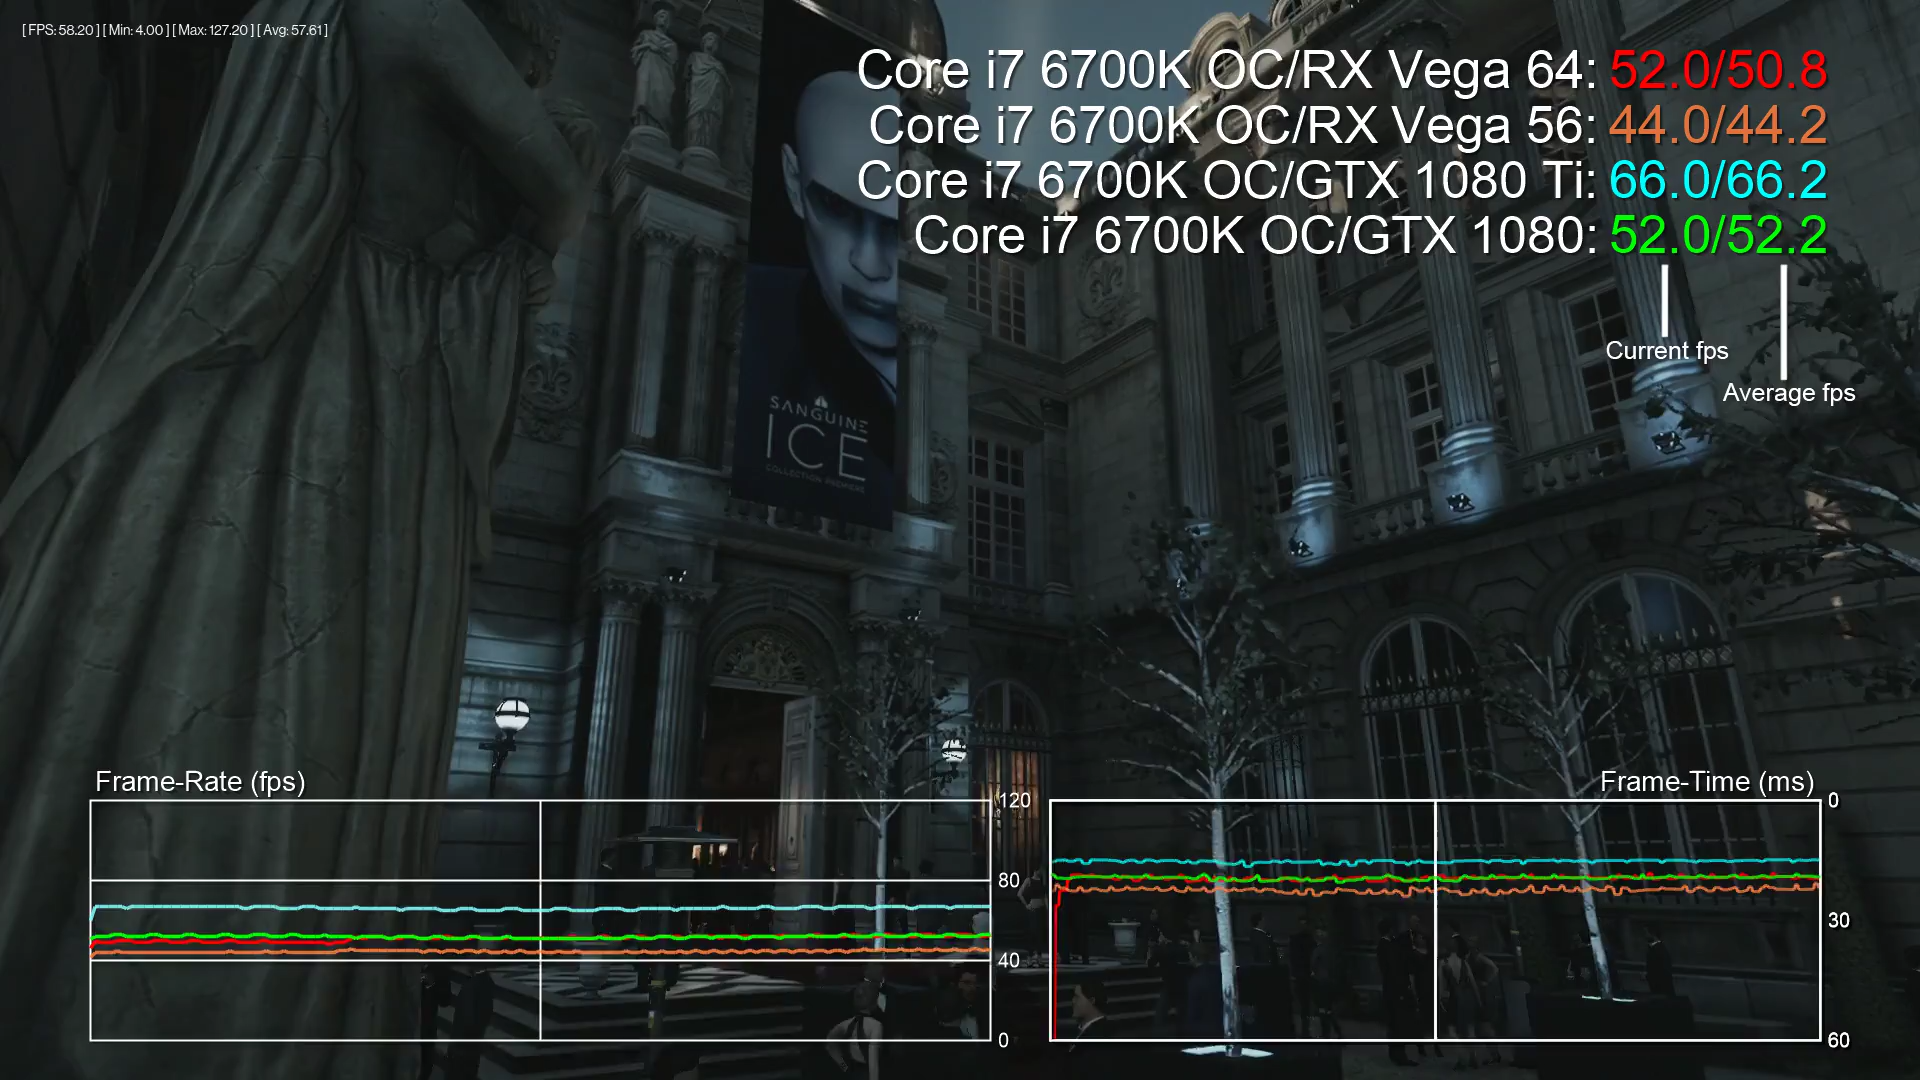 [ FPS: 58.20 ] [ Min: 4.00 ] [ Max: 127.20 ] [ Avg: 57.61 ]
Core i7 6700K OC/RX Vega 64: 52.0/50.8
Core i7 6700K OC/RX Vega 56: 44.0/44.2
Core i7 6700K OC/GTX 1080 Ti: 66.0/66.2
Core i7 6700K OC/GTX 1080: 52.0/52.2
Current fps
Average fps
SANGUINE
ICE
COLLECTION PREMIERE
Frame-Rate (fps)
120
80
40
0
Frame-Time (ms)
0
30
60